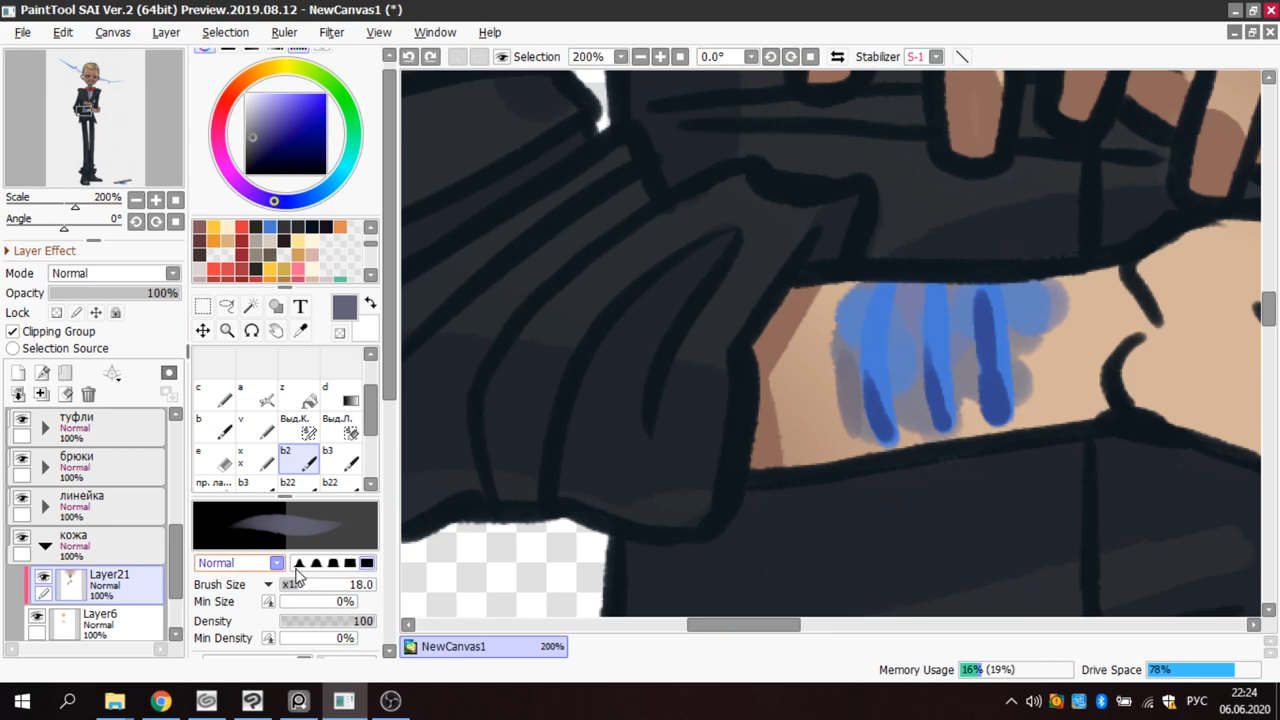 PaintTool SAI Ver.2 (64bit) Preview.2019.08.12 - NewCanvas1 (*)
File Edit Canvas Layer Selection Ruler Filter View Window Help
Selection 200% 0.0° Stabilizer S-1
Scale 200%
Angle 0°
Layer Effect
Mode Normal
Opacity 100%
Lock
Clipping Group
Selection Source
туфли
Normal
100%
брюки
Normal
100%
линейка
Normal
100%
кожа
Normal
100%
Layer21
Normal
100%
Layer6
Normal
100%
T
c a z d
b v Выд.К. Выд.Л.
e x x b2 b3
пр. ла... b3 b22 b22
Normal
Brush Size 18.0
Min Size 0%
Density 100
Min Density 0%
NewCanvas1 200%
Memory Usage 16% (19%) Drive Space 78%
РУС
22:24
06.06.2020